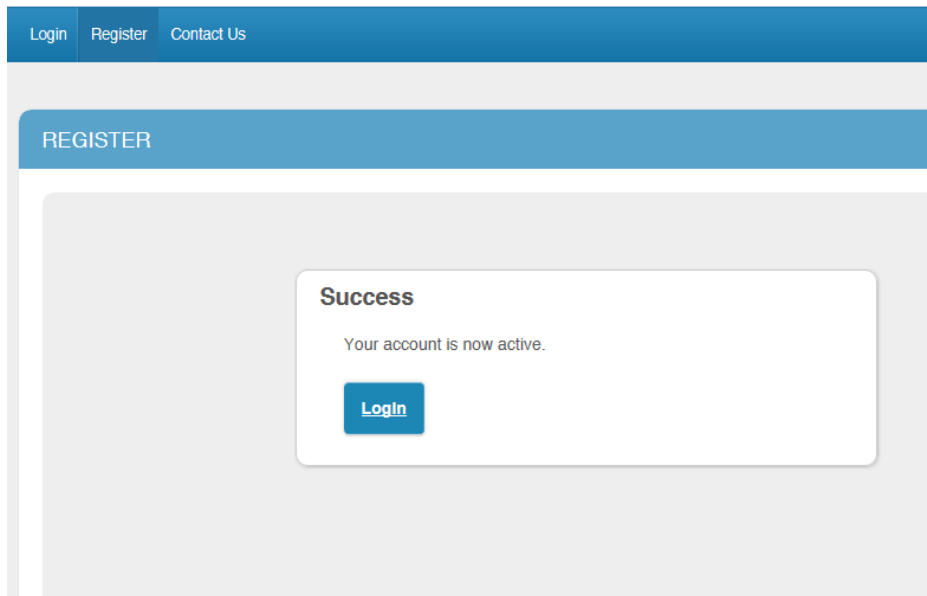 Login Register Contact Us
REGISTER
Success
Your account is now active.
LogIn